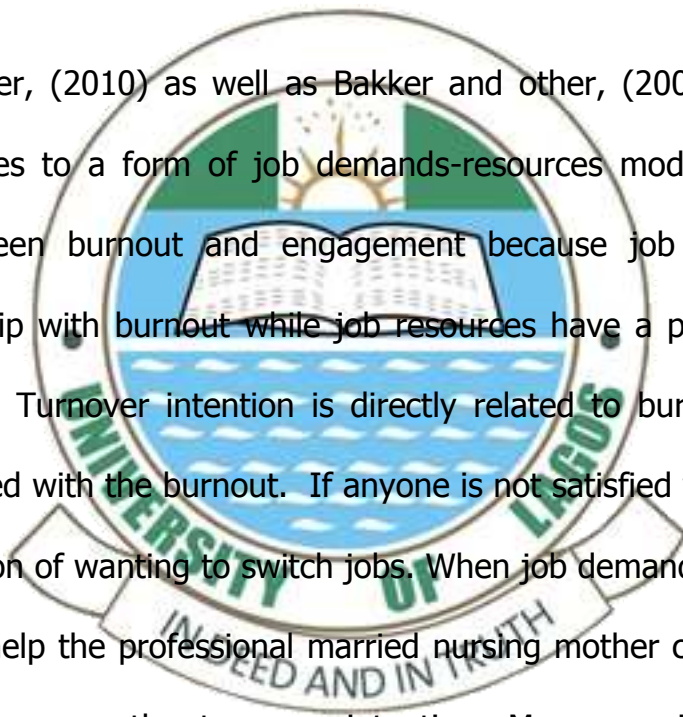 er, (2010) as well as Bakker and other, (200
es to a form of job demands-resources mod
een burnout and engagement because job
ip with burnout while job resources have a p
Turnover intention is directly related to bur
ed with the burnout. If anyone is not satisfied
on of wanting to switch jobs. When job demand
help the professional married nursing mother c
UNIVERSITY OF LAGOS
IN DEED AND IN TRUTH